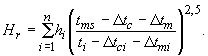 H_r = \sum_{i=1}^{n} h_i \left( \frac{t_{ms} - \Delta t_c - \Delta t_m}{t_i - \Delta t_{ci} - \Delta t_{mi}} \right)^{2,5}.